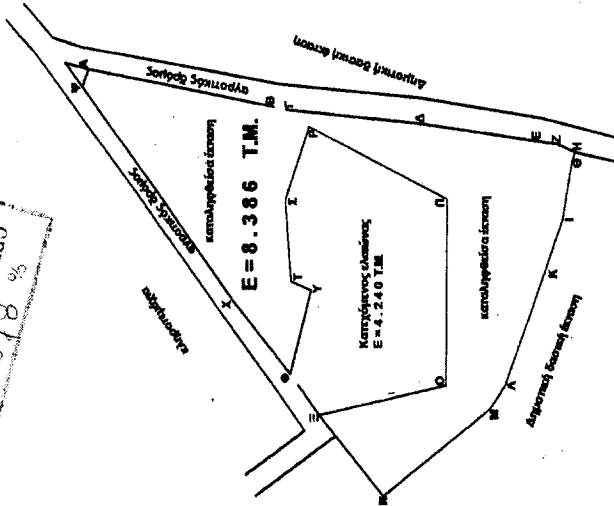 Δημοτική δασική έκταση
αγροτικός δρόμος
Α
Ψ
Β
Γ
Δ
Ε
Ζ
Η
Θ
Ι
Κ
Λ
Μ
Ν
Ξ
Ο
Π
Ρ
Σ
Τ
Υ
Φ
Χ
αγροτικός δρόμος
καταληφθείσα έκταση
Ε=8.386 Τ.Μ.
Κατεχόμενος ελαιώνας
Ε=4.240 Τ.Μ.
καταληφθείσα έκταση
κληροτεμάχια
Δημοτική δασική έκταση